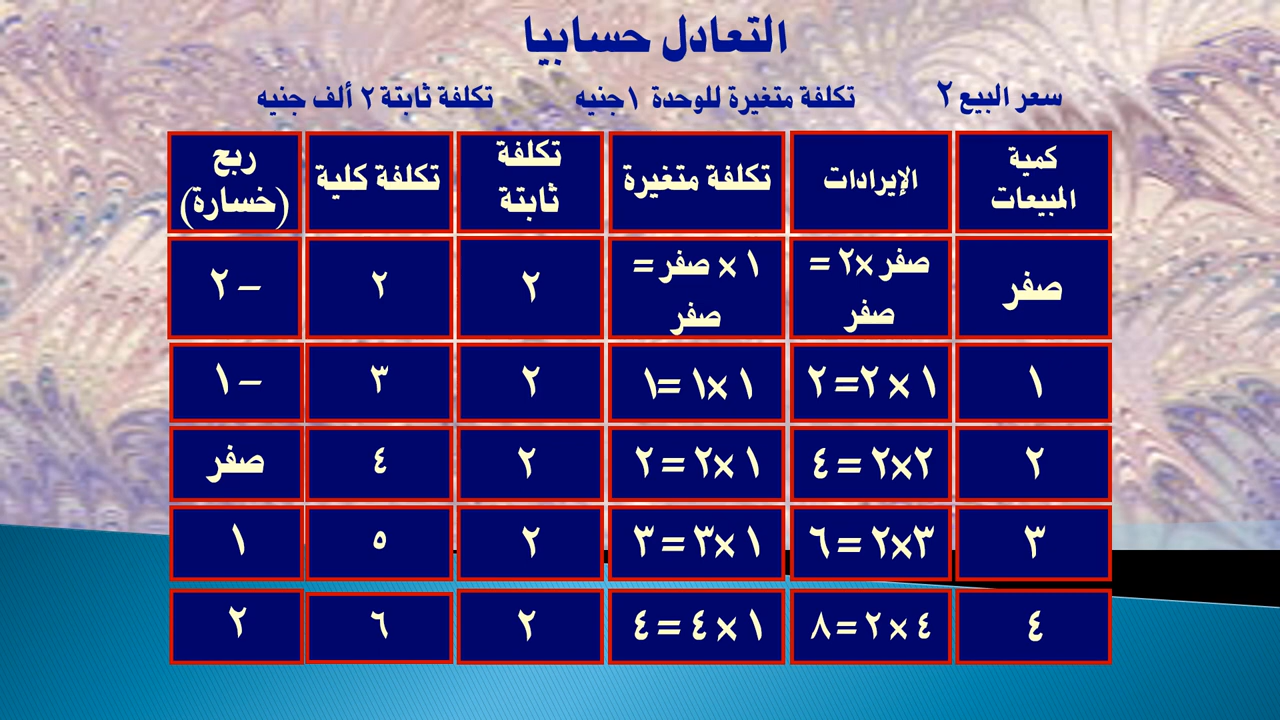 التعادل حسابيا
سعر البيع ٢ تكلفة متغيرة للوحدة ١جنيه تكلفة ثابتة ٢ ألف جنيه
كمية المبيعات الإيرادات تكلفة متغيرة تكلفة ثابتة تكلفة كلية ربح (خسارة)
صفر صفر ×٢ = صفر ١ × صفر = صفر ٢ ٢ – ٢
١ ١ × ٢= ٢ ١ ×١ =١ ٢ ٣ – ١
٢ ٢×٢ = ٤ ١ ×٢ = ٢ ٢ ٤ صفر
٣ ٣×٢ = ٦ ١ ×٣ = ٣ ٢ ٥ ١
٤ ٤ × ٢ =٨ ١ × ٤ = ٤ ٢ ٦ ٢